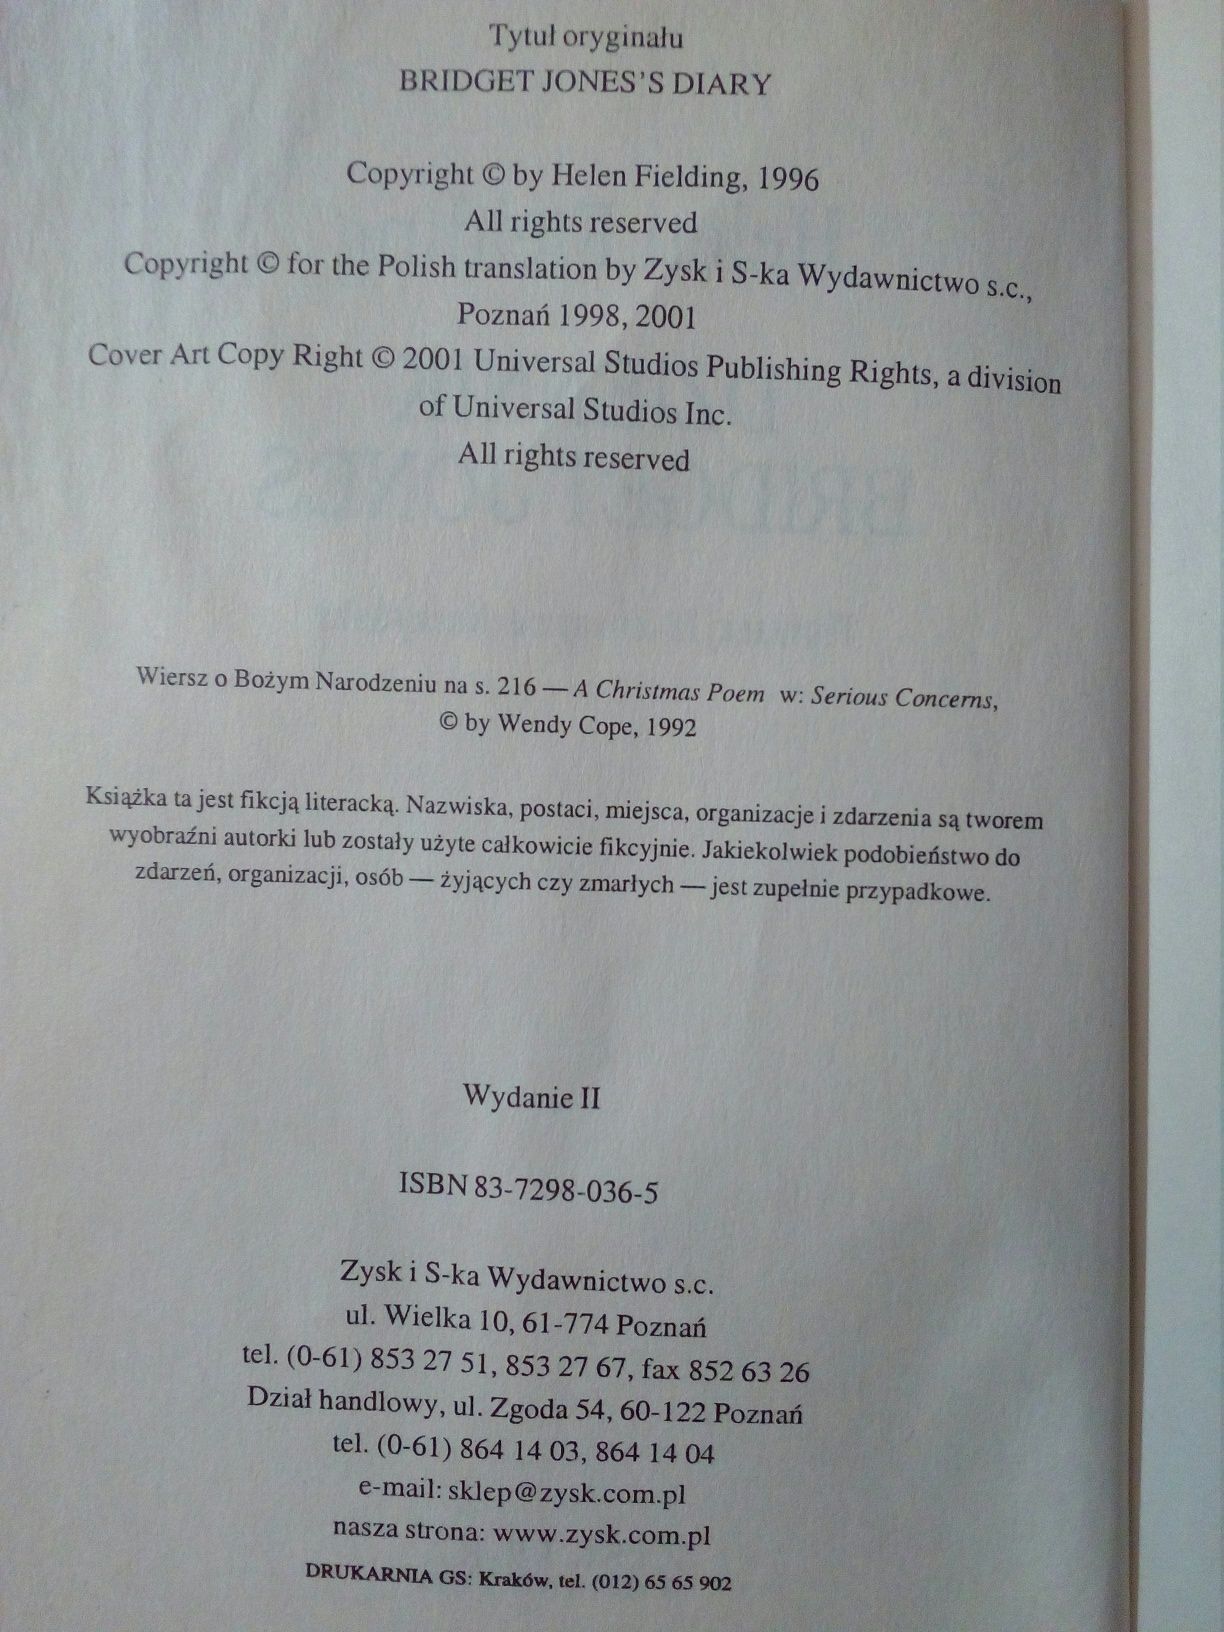 Tytuł oryginału
BRIDGET JONES'S DIARY
Copyright © by Helen Fielding, 1996
All rights reserved
Copyright © for the Polish translation by Zysk i S-ka Wydawnictwo s.c.,
Poznań 1998, 2001
Cover Art Copy Right © 2001 Universal Studios Publishing Rights, a division
of Universal Studios Inc.
All rights reserved
Wiersz o Bożym Narodzeniu na s. 216 — A Christmas Poem w: Serious Concerns,
© by Wendy Cope, 1992
Książka ta jest fikcją literacką. Nazwiska, postaci, miejsca, organizacje i zdarzenia są tworem
wyobraźni autorki lub zostały użyte całkowicie fikcyjnie. Jakiekolwiek podobieństwo do
zdarzeń, organizacji, osób — żyjących czy zmarłych — jest zupełnie przypadkowe.
Wydanie II
ISBN 83-7298-036-5
Zysk i S-ka Wydawnictwo s.c.
ul. Wielka 10, 61-774 Poznań
tel. (0-61) 853 27 51, 853 27 67, fax 852 63 26
Dział handlowy, ul. Zgoda 54, 60-122 Poznań
tel. (0-61) 864 14 03, 864 14 04
e-mail: sklep@zysk.com.pl
nasza strona: www.zysk.com.pl
DRUKARNIA GS: Kraków, tel. (012) 65 65 902